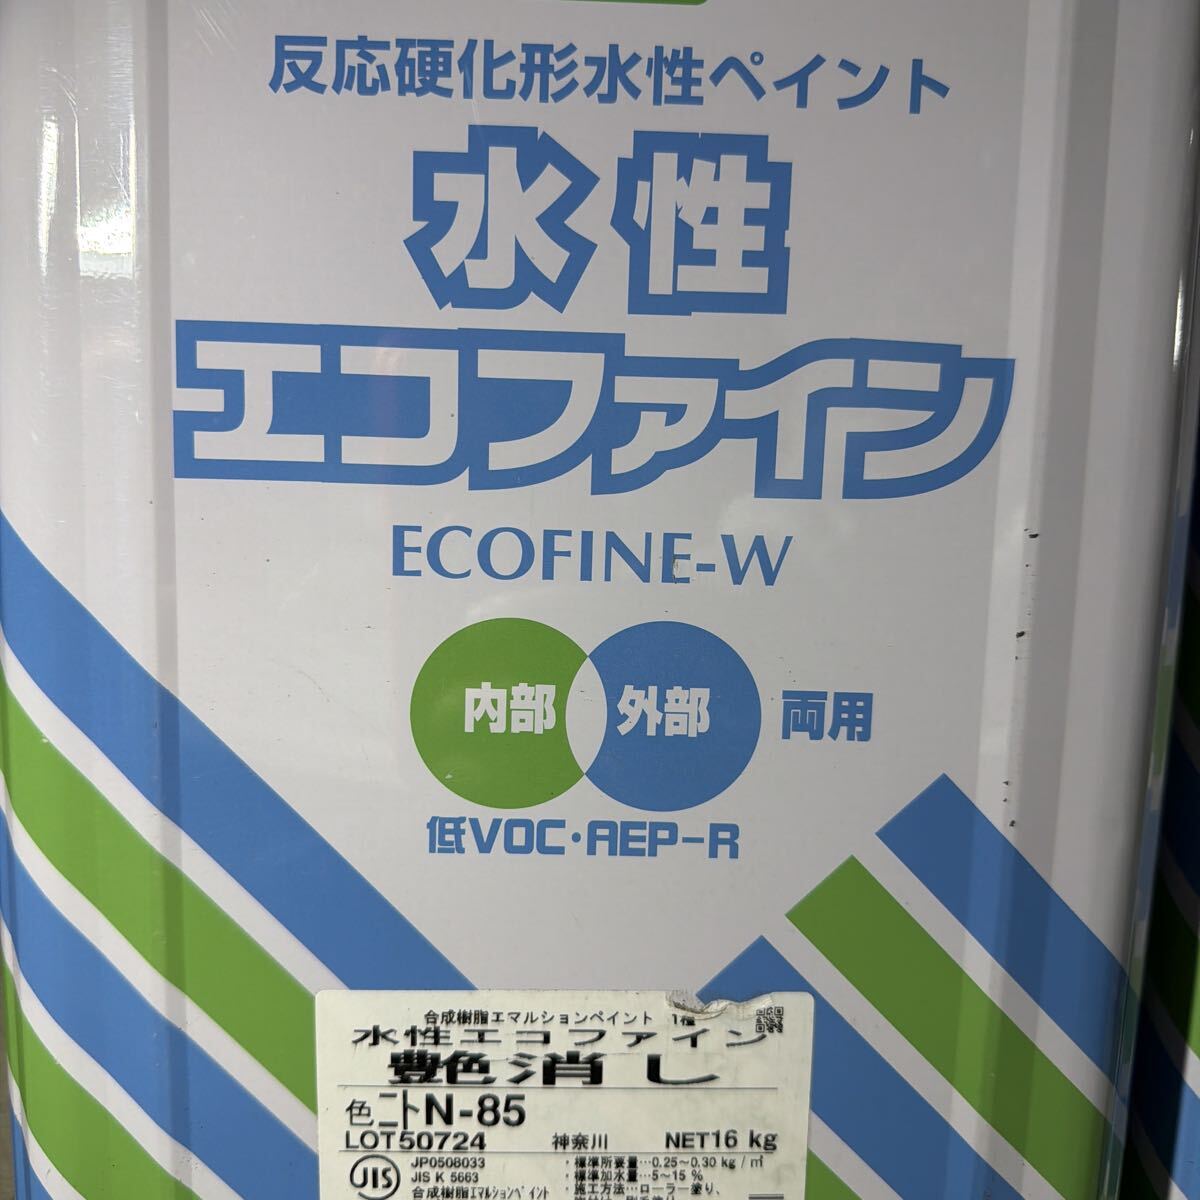 反応硬化形水性ペイント
水性
エコファイン
ECOFINE-W
内部 外部 両用
低VOC・AEP-R
合成樹脂エマルションペイント 1種
水性エコファイン
艶消し
色ニトN-85
LOT50724 神奈川 NET16 kg
JIS
JP0508033
JIS K 5663
合成樹脂エマルションペイント
・標準所要量…0.25〜0.30 kg/㎡
・標準加水量…5〜15 %
・施工方法…ローラー塗り、